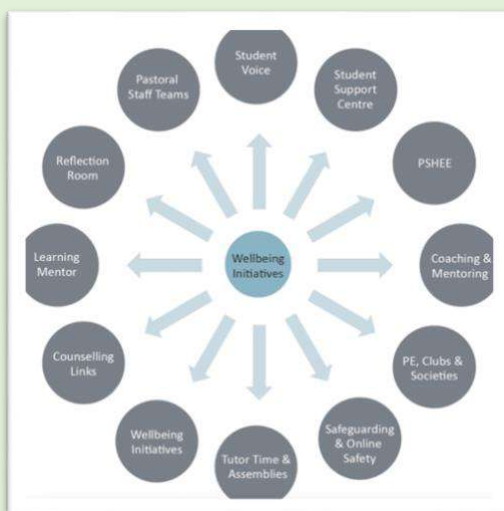 Student
Voice
Student
Support
Centre
PSHEE
Coaching &
Mentoring
PE, Clubs &
Societies
Safeguarding
& Online
Safety
Tutor Time &
Assemblies
Wellbeing
Initiatives
Counselling
Links
Learning
Mentor
Reflection
Room
Pastoral
Staff Teams
Wellbeing
Initiatives